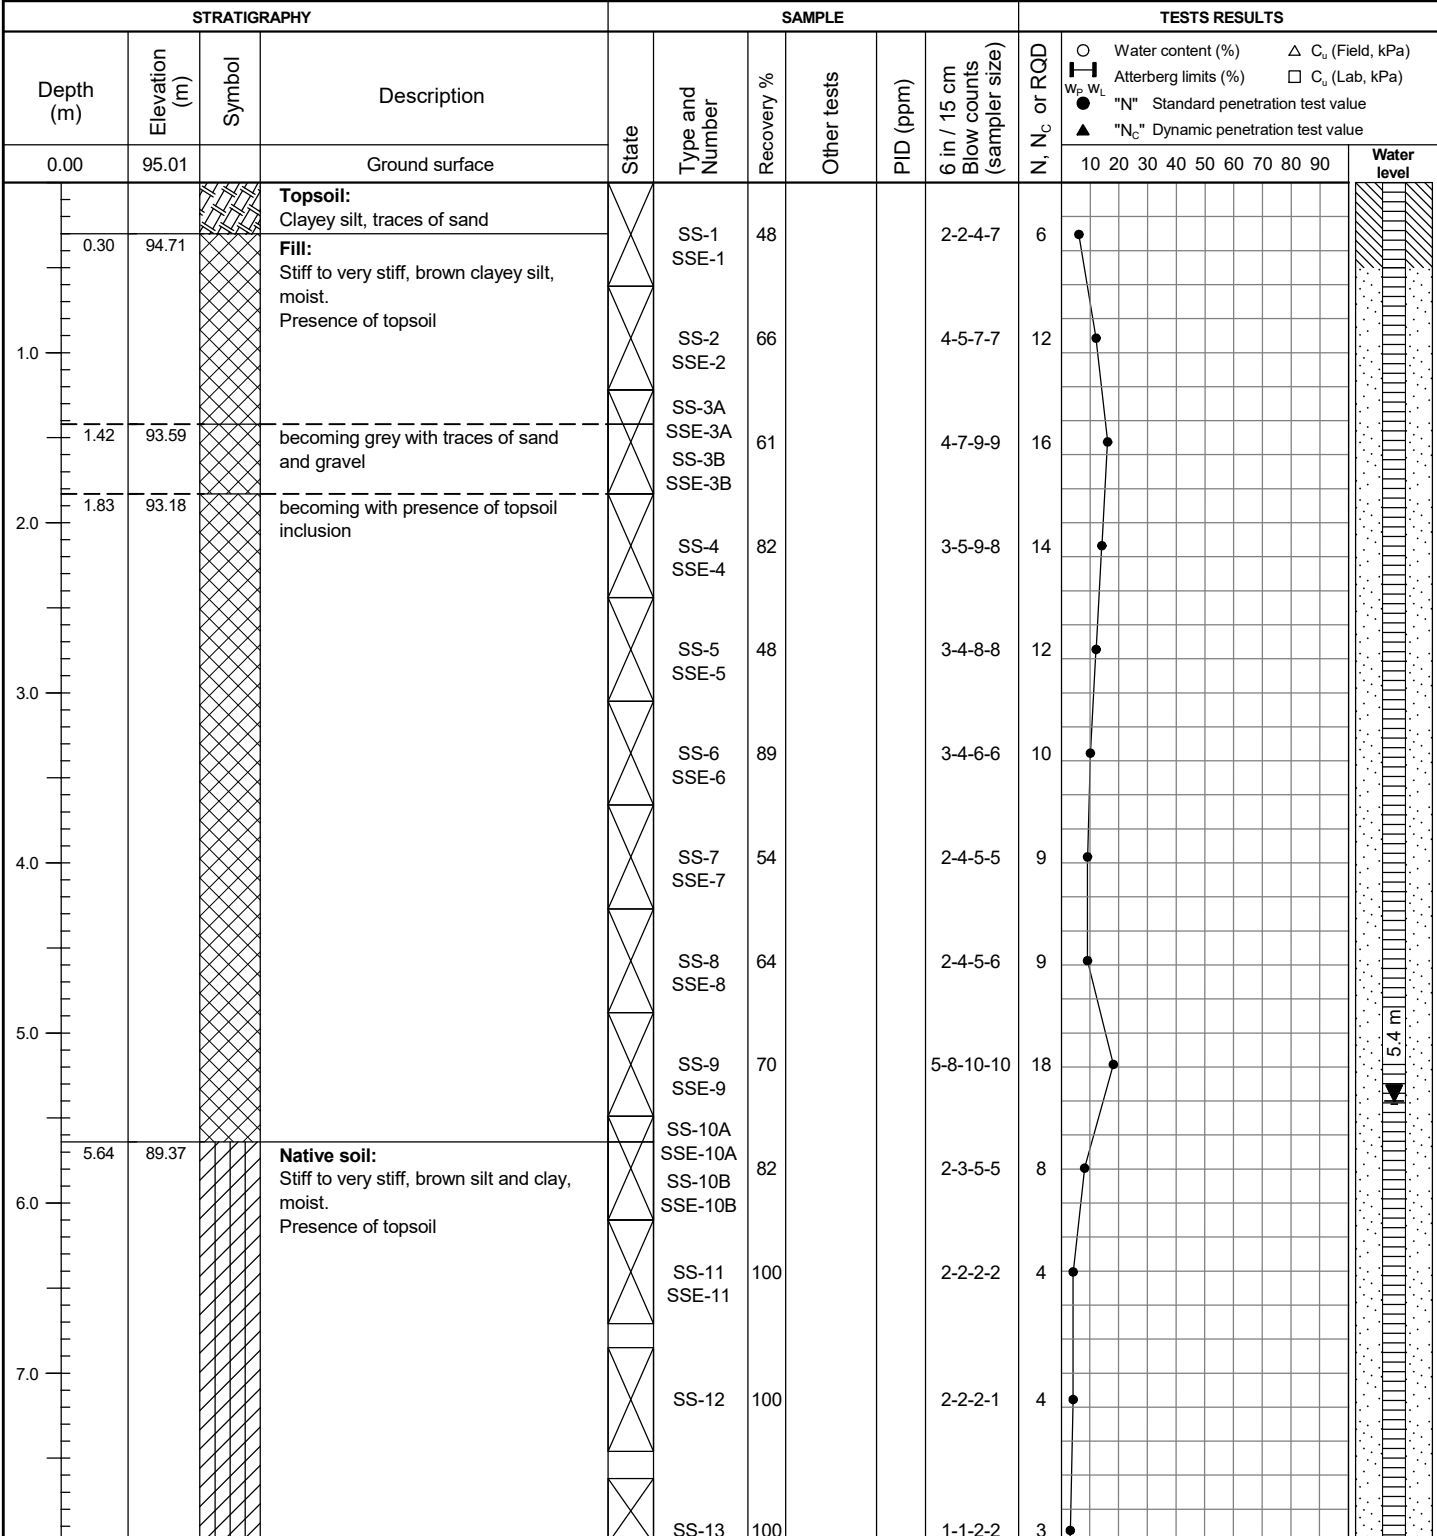 STRATIGRAPHY SAMPLE TESTS RESULTS
Depth (m)
Elevation (m)
Symbol
Description
State
Type and Number
Recovery %
Other tests
PID (ppm)
6 in / 15 cm Blow counts (sampler size)
N, NC or RQD
Water content (%) Cu (Field, kPa)
Atterberg limits (%) Cu (Lab, kPa)
WP WL
"N" Standard penetration test value
"NC" Dynamic penetration test value
0.00 95.01 Ground surface
10 20 30 40 50 60 70 80 90
Water level
Topsoil:
Clayey silt, traces of sand
SS-1 48 2-2-4-7 6
0.30 94.71 Fill:
SSE-1
Stiff to very stiff, brown clayey silt,
moist.
Presence of topsoil
SS-2 66 4-5-7-7 12
1.0
SSE-2
SS-3A
1.42 93.59 becoming grey with traces of sand
SSE-3A
61 4-7-9-9 16
and gravel
SS-3B
SSE-3B
1.83 93.18 becoming with presence of topsoil
2.0
inclusion
SS-4 82 3-5-9-8 14
SSE-4
SS-5 48 3-4-8-8 12
SSE-5
3.0
SS-6 89 3-4-6-6 10
SSE-6
4.0
SS-7 54 2-4-5-5 9
SSE-7
SS-8 64 2-4-5-6 9
SSE-8
5.0
5.4 m
SS-9 70 5-8-10-10 18
SSE-9
SS-10A
5.64 89.37 Native soil:
SSE-10A
82 2-3-5-5 8
Stiff to very stiff, brown silt and clay,
SS-10B
moist.
6.0
SSE-10B
Presence of topsoil
SS-11 100 2-2-2-2 4
SSE-11
7.0
SS-12 100 2-2-2-1 4
SS-13 100 1-1-2-2 3